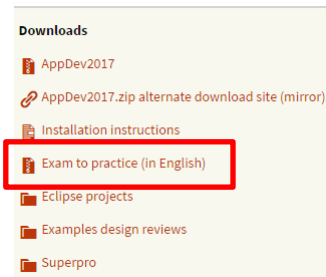 Downloads
AppDev2017
AppDev2017.zip alternate download site (mirror)
Installation instructions
Exam to practice (in English)
Eclipse projects
Examples design reviews
Superpro